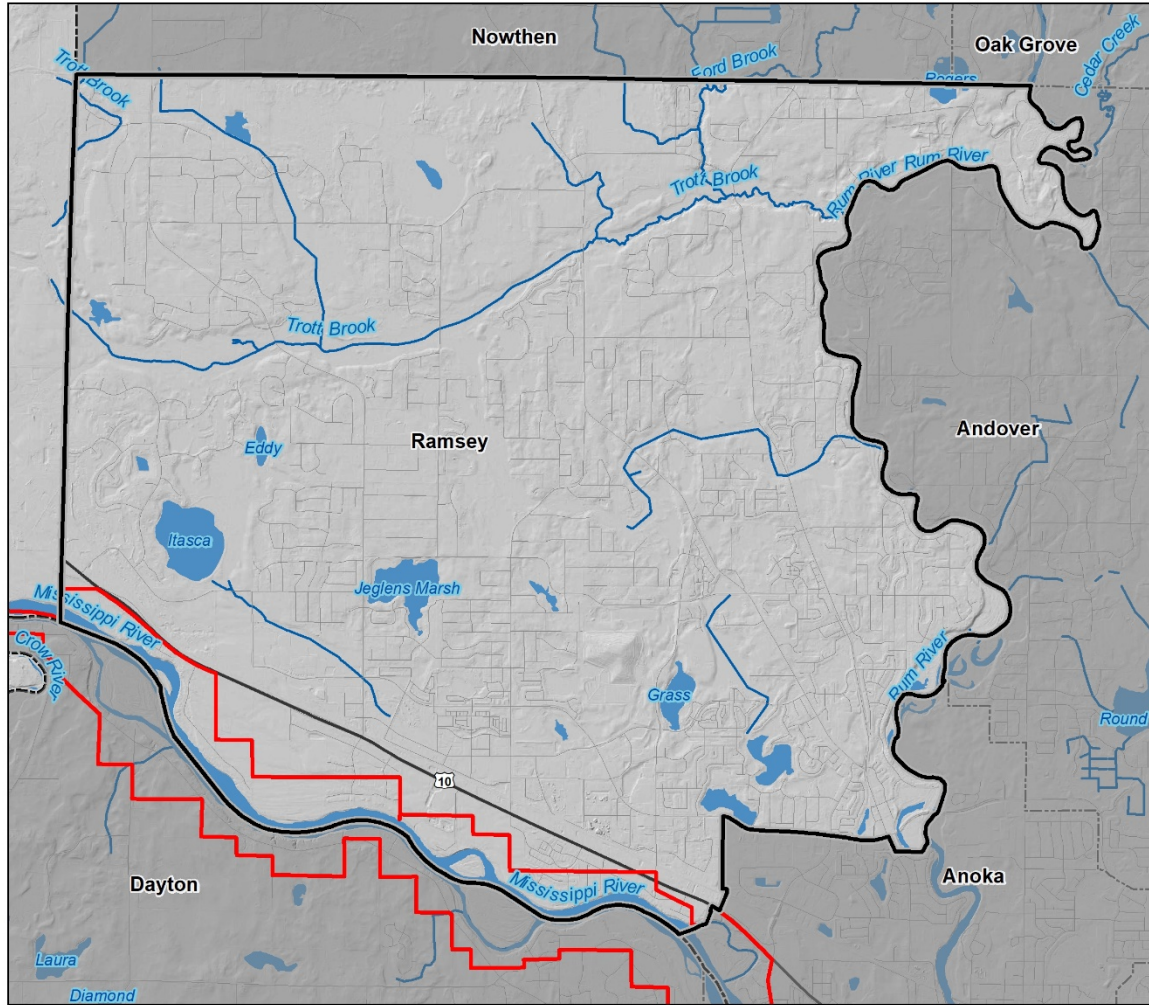 Nowthen
Oak Grove
Trott Brook
Ford Brook
Rogers
Cedar Creek
Trott Brook
Rum River Rum River
Trott Brook
Andover
Ramsey
Eddy
Itasca
Jeglens Marsh
Mississippi River
Crow River
Rum River
Grass
Round
10
Dayton
Mississippi River
Anoka
Laura
Diamond